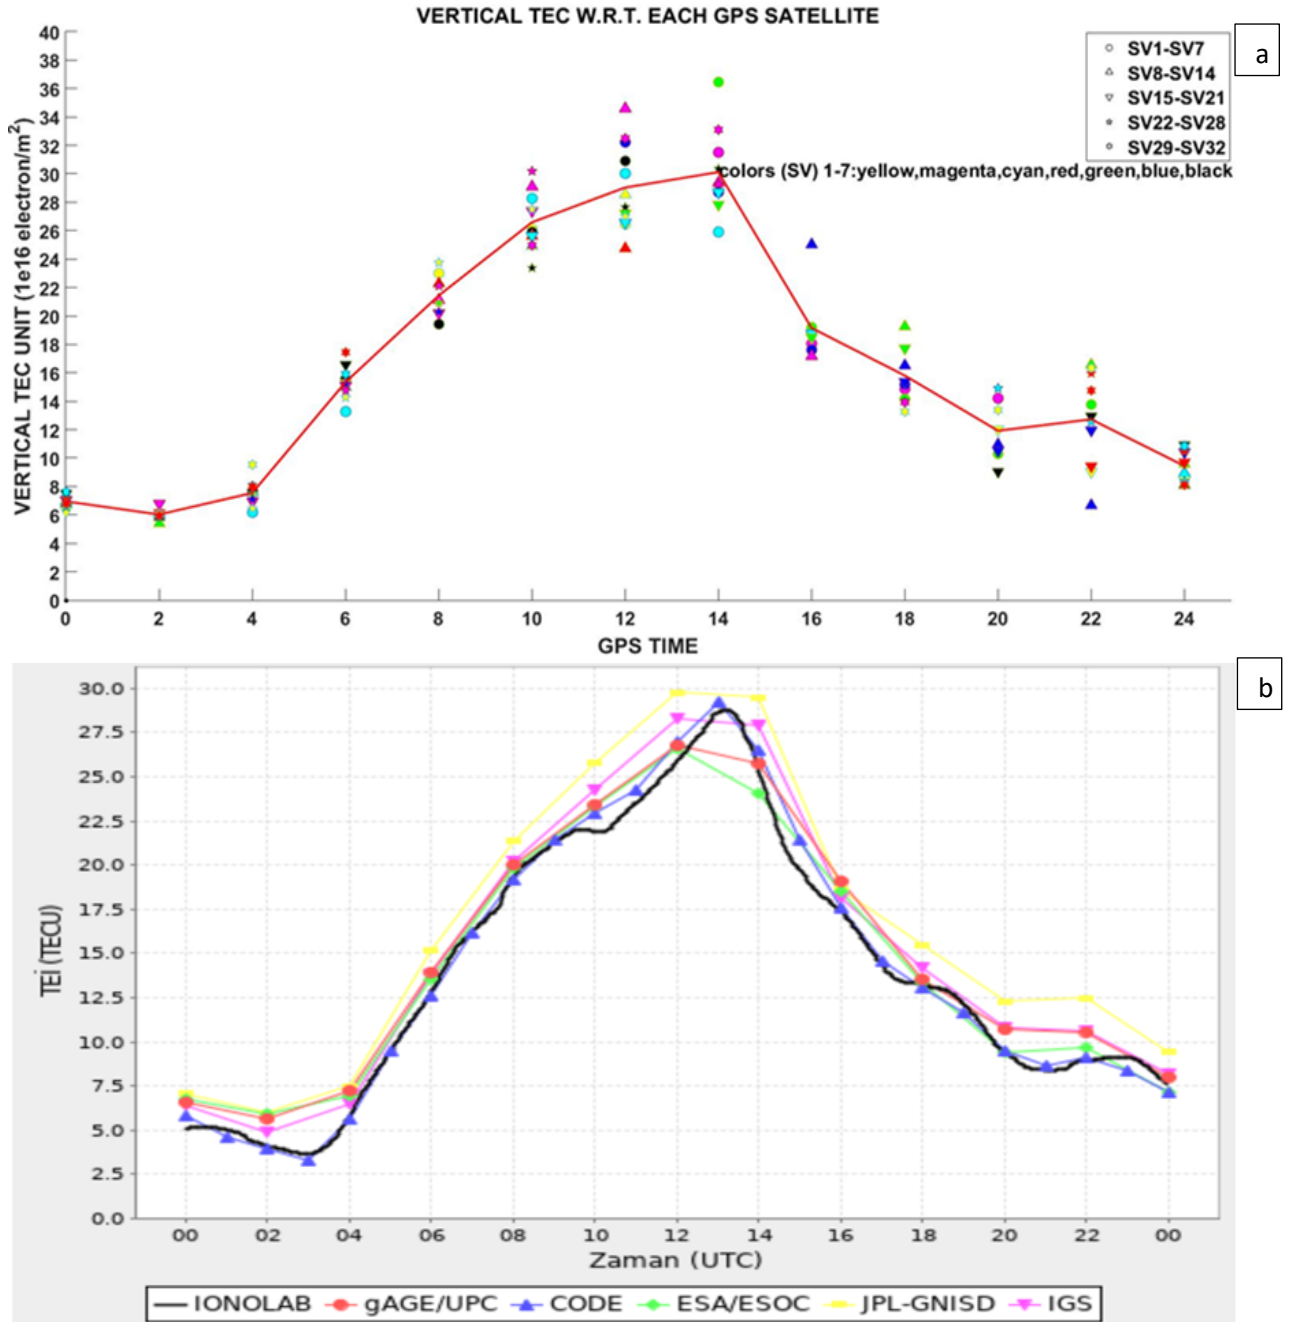 VERTICAL TEC W.R.T. EACH GPS SATELLITE
a
40
38
36
34
32
30
28
26
24
22
20
18
16
14
12
10
8
6
4
2
0
VERTICAL TEC UNIT (1e16 electron/m²)
SV1-SV7
SV8-SV14
SV15-SV21
SV22-SV28
SV29-SV32
colors (SV) 1-7:yellow,magenta,cyan,red,green,blue,black
0 2 4 6 8 10 12 14 16 18 20 22 24
GPS TIME
b
30.0
27.5
25.0
22.5
20.0
17.5
15.0
12.5
10.0
7.5
5.0
2.5
0.0
TEi (TECU)
00 02 04 06 08 10 12 14 16 18 20 22 00
Zaman (UTC)
IONOLAB gAGE/UPC CODE ESA/ESOC JPL-GNISD IGS